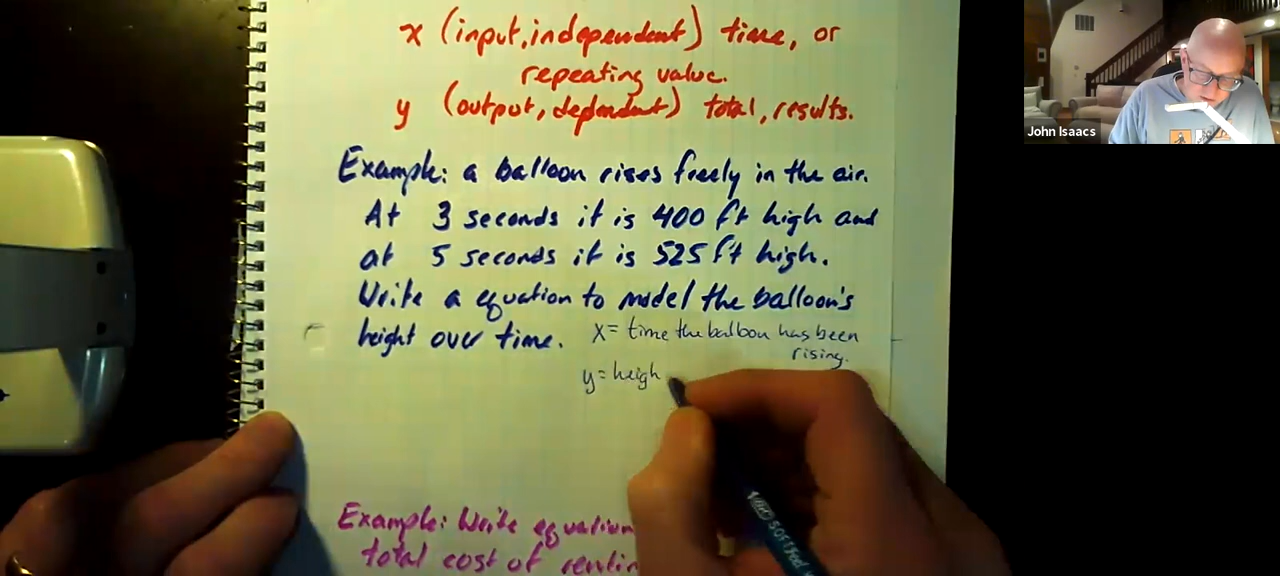 x (input, independent) time, or
repeating value.
y (output, dependent) total, results.
Example: a balloon rises freely in the air.
At 3 seconds it is 400 ft high and
at 5 seconds it is 525 ft high.
Write a equation to model the balloon's
height over time. x = time the balloon has been
rising.
y = heigh
Example: Write equation
total cost of
John Isaacs